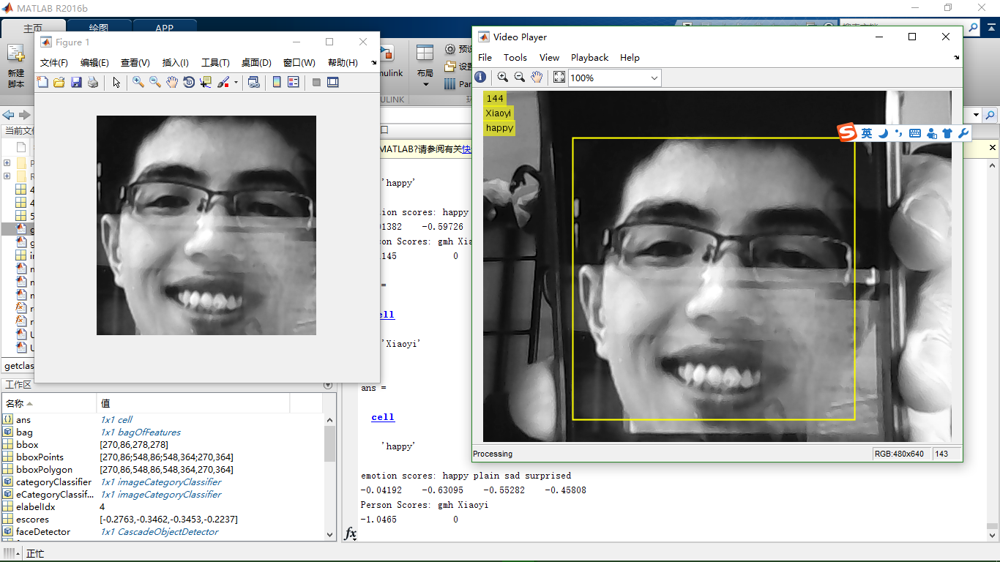 MATLAB R2016b
主页 绘图 APP
Figure 1
文件(F) 编辑(E) 查看(V) 插入(I) 工具(T) 桌面(D) 窗口(W) 帮助(H)
新建
脚本
布局
预设
设置
Par
mulink
ULINK
当前文件
getclas
MATLAB?请参阅有关快
'happy'
ion scores: happy
01382 -0.59726
rson Scores: gmh Xia
1145 0
=
cell
'Xiaoyi'
ans =
cell
'happy'
emotion scores: happy plain sad surprised
-0.04192 -0.63095 -0.55282 -0.45808
Person Scores: gmh Xiaoyi
-1.0465 0
fx
工作区
名称 值
ans 1x1 cell
bag 1x1 bagOfFeatures
bbox [270,86,278,278]
bboxPoints [270,86;548,86;548,364;270,364]
bboxPolygon [270,86,548,86,548,364,270,364]
categoryClassifier 1x1 imageCategoryClassifier
eCategoryClassif... 1x1 imageCategoryClassifier
elabelIdx 4
escores [-0.2763,-0.3462,-0.3453,-0.2237]
faceDetector 1x1 CascadeObjectDetector
正忙
Video Player
File Tools View Playback Help
100%
144
Xiaoyi
happy
英
Processing RGB:480x640 143